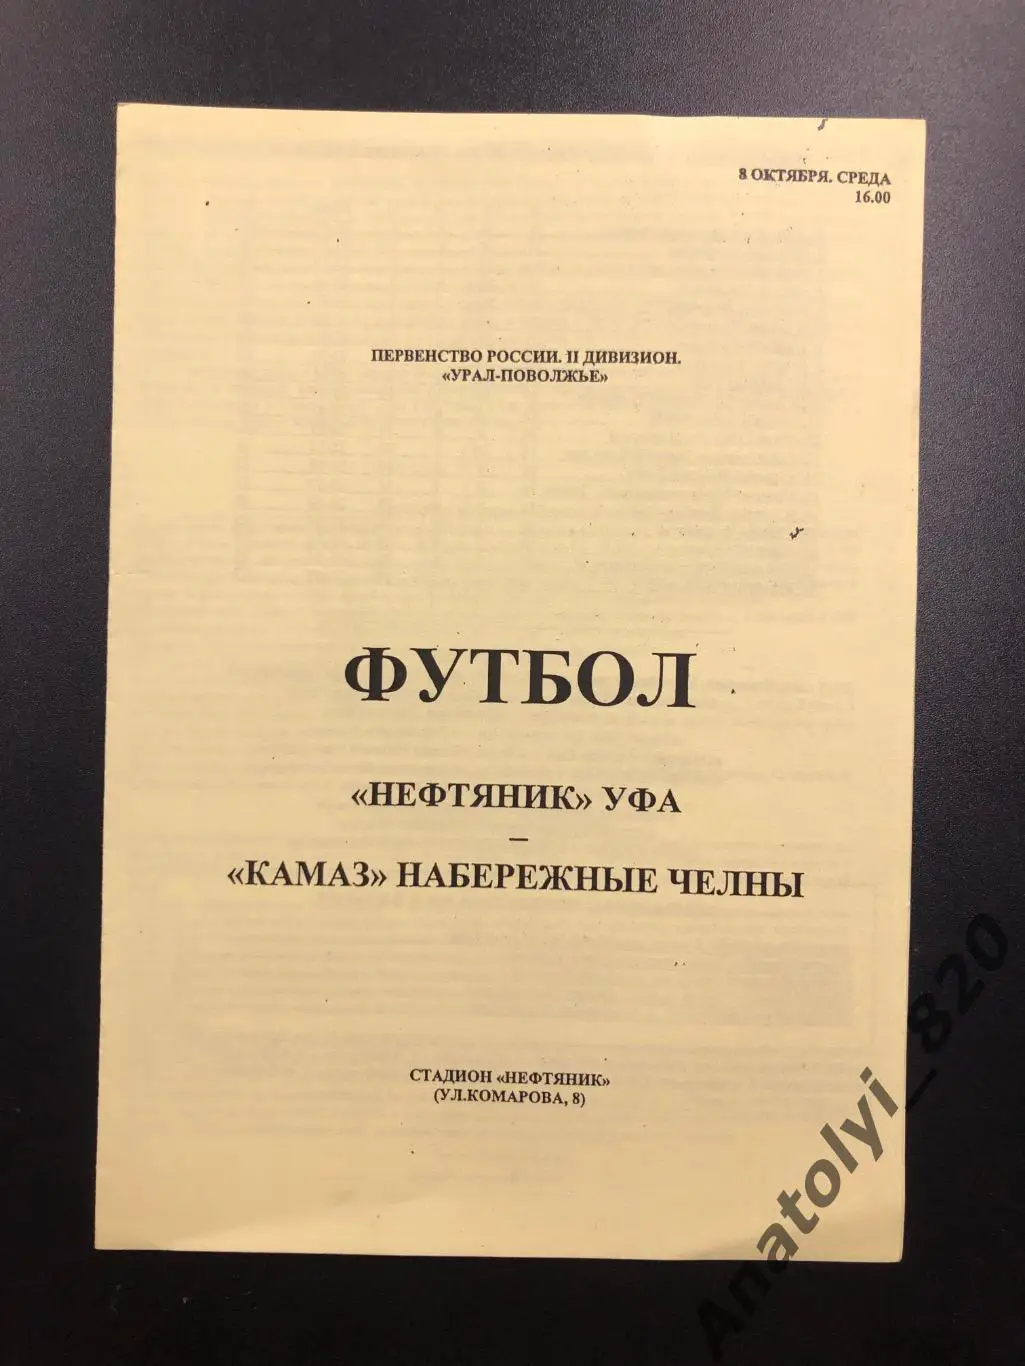 8 ОКТЯБРЯ. СРЕДА
16.00
ПЕРВЕНСТВО РОССИИ. II ДИВИЗИОН.
«УРАЛ-ПОВОЛЖЬЕ»
ФУТБОЛ
«НЕФТЯНИК» УФА
–
«КАМАЗ» НАБЕРЕЖНЫЕ ЧЕЛНЫ
СТАДИОН «НЕФТЯНИК»
(УЛ.КОМАРОВА, 8)
Anatolyi_820